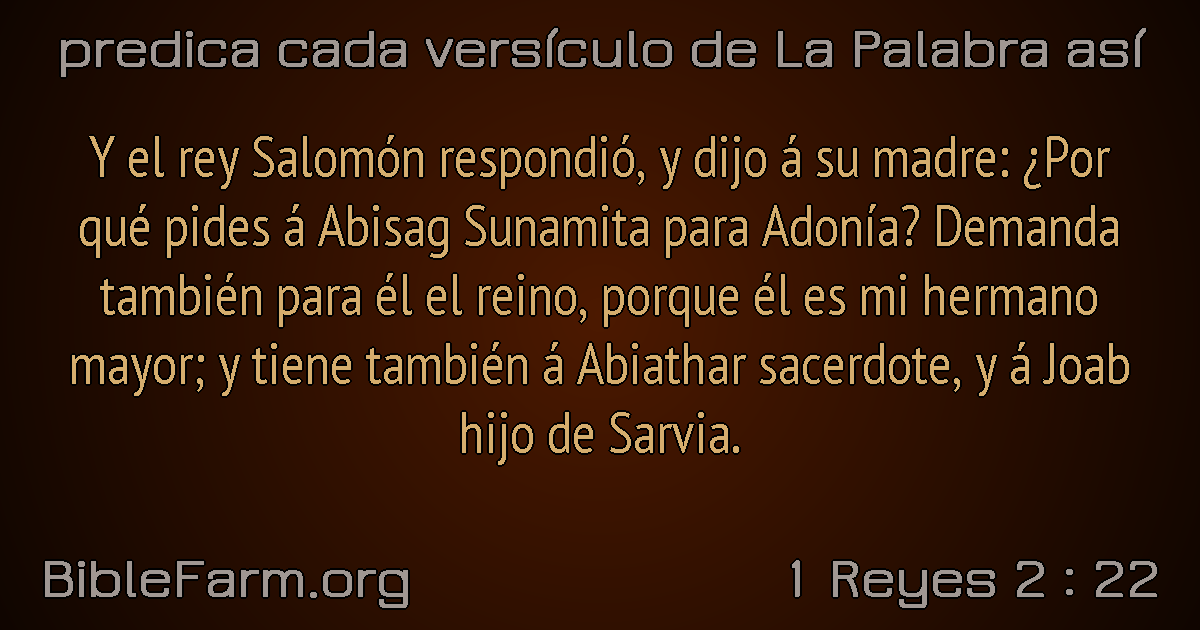 predica cada versículo de La Palabra así
Y el rey Salomón respondió, y dijo á su madre: ¿Por
qué pides á Abisag Sunamita para Adonía? Demanda
también para él el reino, porque él es mi hermano
mayor; y tiene también á Abiathar sacerdote, y á Joab
hijo de Sarvia.
BibleFarm.org
1 Reyes 2 : 22